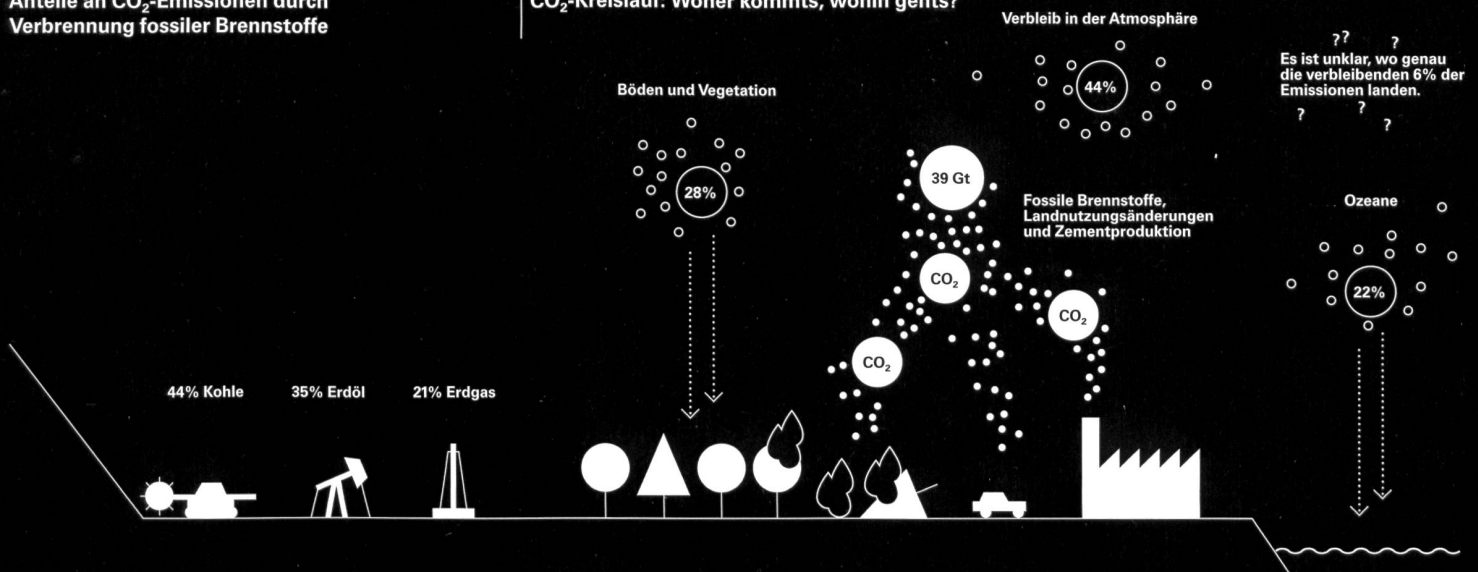 Anteile an CO₂-Emissionen durch
Verbrennung fossiler Brennstoffe
CO₂-Kreislauf: Woher kommts, wohin gehts?
Verbleib in der Atmosphäre
44%
?? ?
Es ist unklar, wo genau
die verbleibenden 6% der
Emissionen landen.
? ? ?
Böden und Vegetation
28%
39 Gt
Fossile Brennstoffe,
Landnutzungsänderungen
und Zementproduktion
Ozeane
22%
CO₂
CO₂
CO₂
44% Kohle
35% Erdöl
21% Erdgas